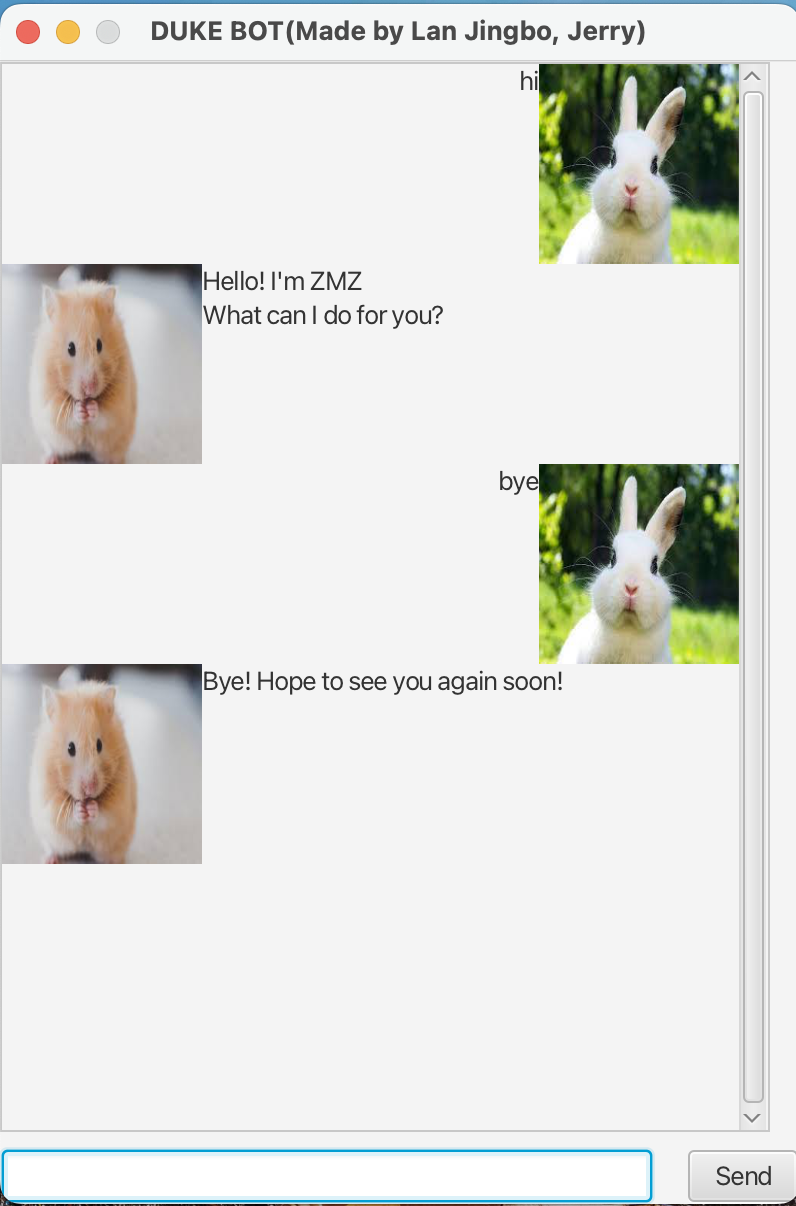 DUKE BOT(Made by Lan Jingbo, Jerry)
hi
Hello! I'm ZMZ
What can I do for you?
bye
Bye! Hope to see you again soon!
Send